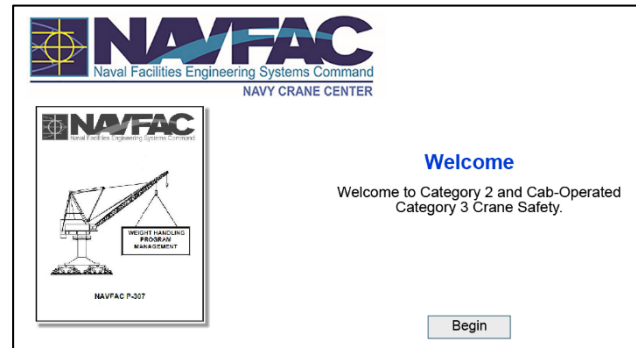 NAVFAC
Naval Facilities Engineering Systems Command
NAVY CRANE CENTER
NAVFAC
Naval Facilities Engineering Systems Command
WEIGHT HANDLING
PROGRAM
MANAGEMENT
NAVFAC P-307
Welcome
Welcome to Category 2 and Cab-Operated
Category 3 Crane Safety.
Begin